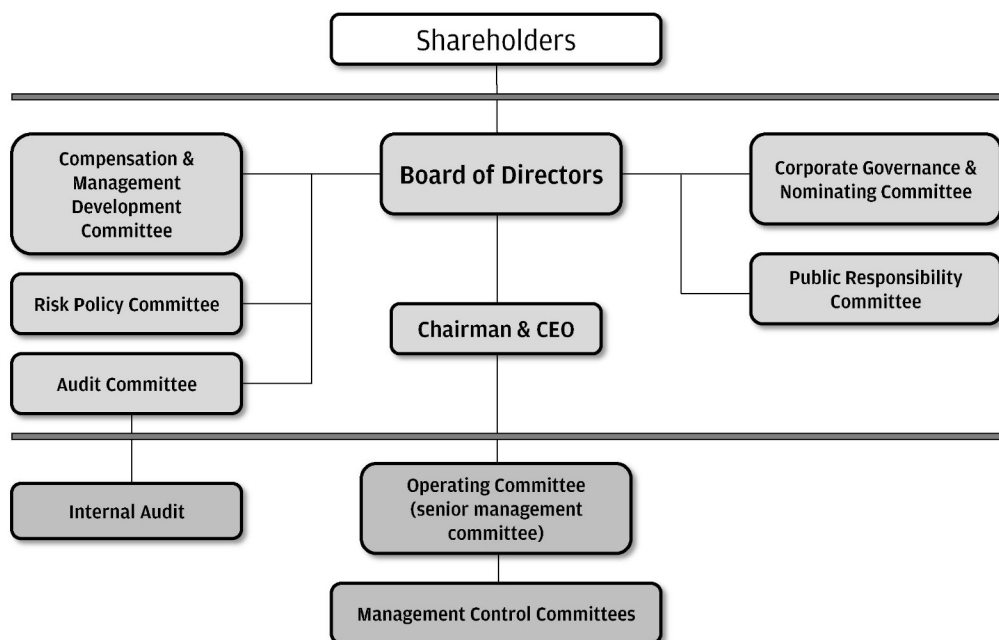 Shareholders
Compensation &
Management
Development
Committee
Board of Directors
Corporate Governance &
Nominating Committee
Risk Policy Committee
Public Responsibility
Committee
Chairman & CEO
Audit Committee
Internal Audit
Operating Committee
(senior management
committee)
Management Control Committees